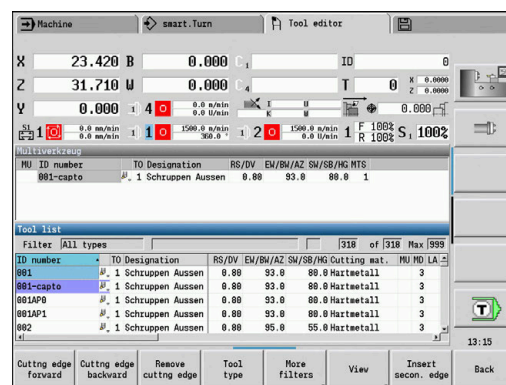 Machine smart.Turn Tool editor
X 23.420 B 0.000 C 1 ID 0
Z 31.710 U 0.000 C 4 T 0 X 0.0000 Z 0.0000
Y 0.000 1) 4 0.0 m/min 0.0 U/min I U K W 0.000
S1 1 0.0 mm/min 0.0 mm/min 1) 1 1500.0 m/min 360.0 ° 1) 2 1500.0 m/min 0.0 U/min 1 F 100% R 100% S 1 100%
Multiverkzeug
MU ID number TO Designation RS/DV EW/BW/AZ SW/SB/HG MTS
001-capto 1 Schruppen Aussen 0.80 93.0 80.0 1
Tool list
Filter All types 318 of 318 Max 999
ID number TO Designation RS/DV EW/BW/AZ SW/SB/HG Cutting mat. MU MD LA
001 1 Schruppen Aussen 0.80 93.0 80.0 Hartmetall 3
001-capto 1 Schruppen Aussen 0.80 93.0 80.0 Hartmetall 3
001AP0 1 Schruppen Aussen 0.80 93.0 80.0 Hartmetall 3
001AP1 1 Schruppen Aussen 0.80 93.0 80.0 Hartmetall 3
002 1 Schruppen Aussen 0.80 95.0 55.0 Hartmetall 3
T
13:15
Cuttng edge forward Cuttng edge backward Remove cuttng edge Tool type More filters View Insert secon. edge Back